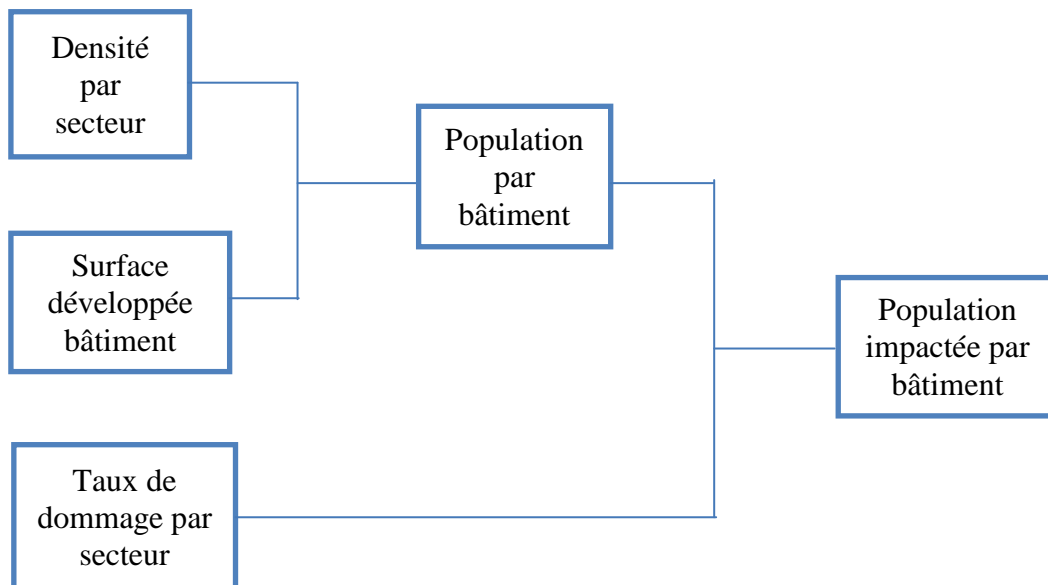 Densité
par
secteur
Population
par
bâtiment
Surface
développée
bâtiment
Population
impactée par
bâtiment
Taux de
dommage par
secteur